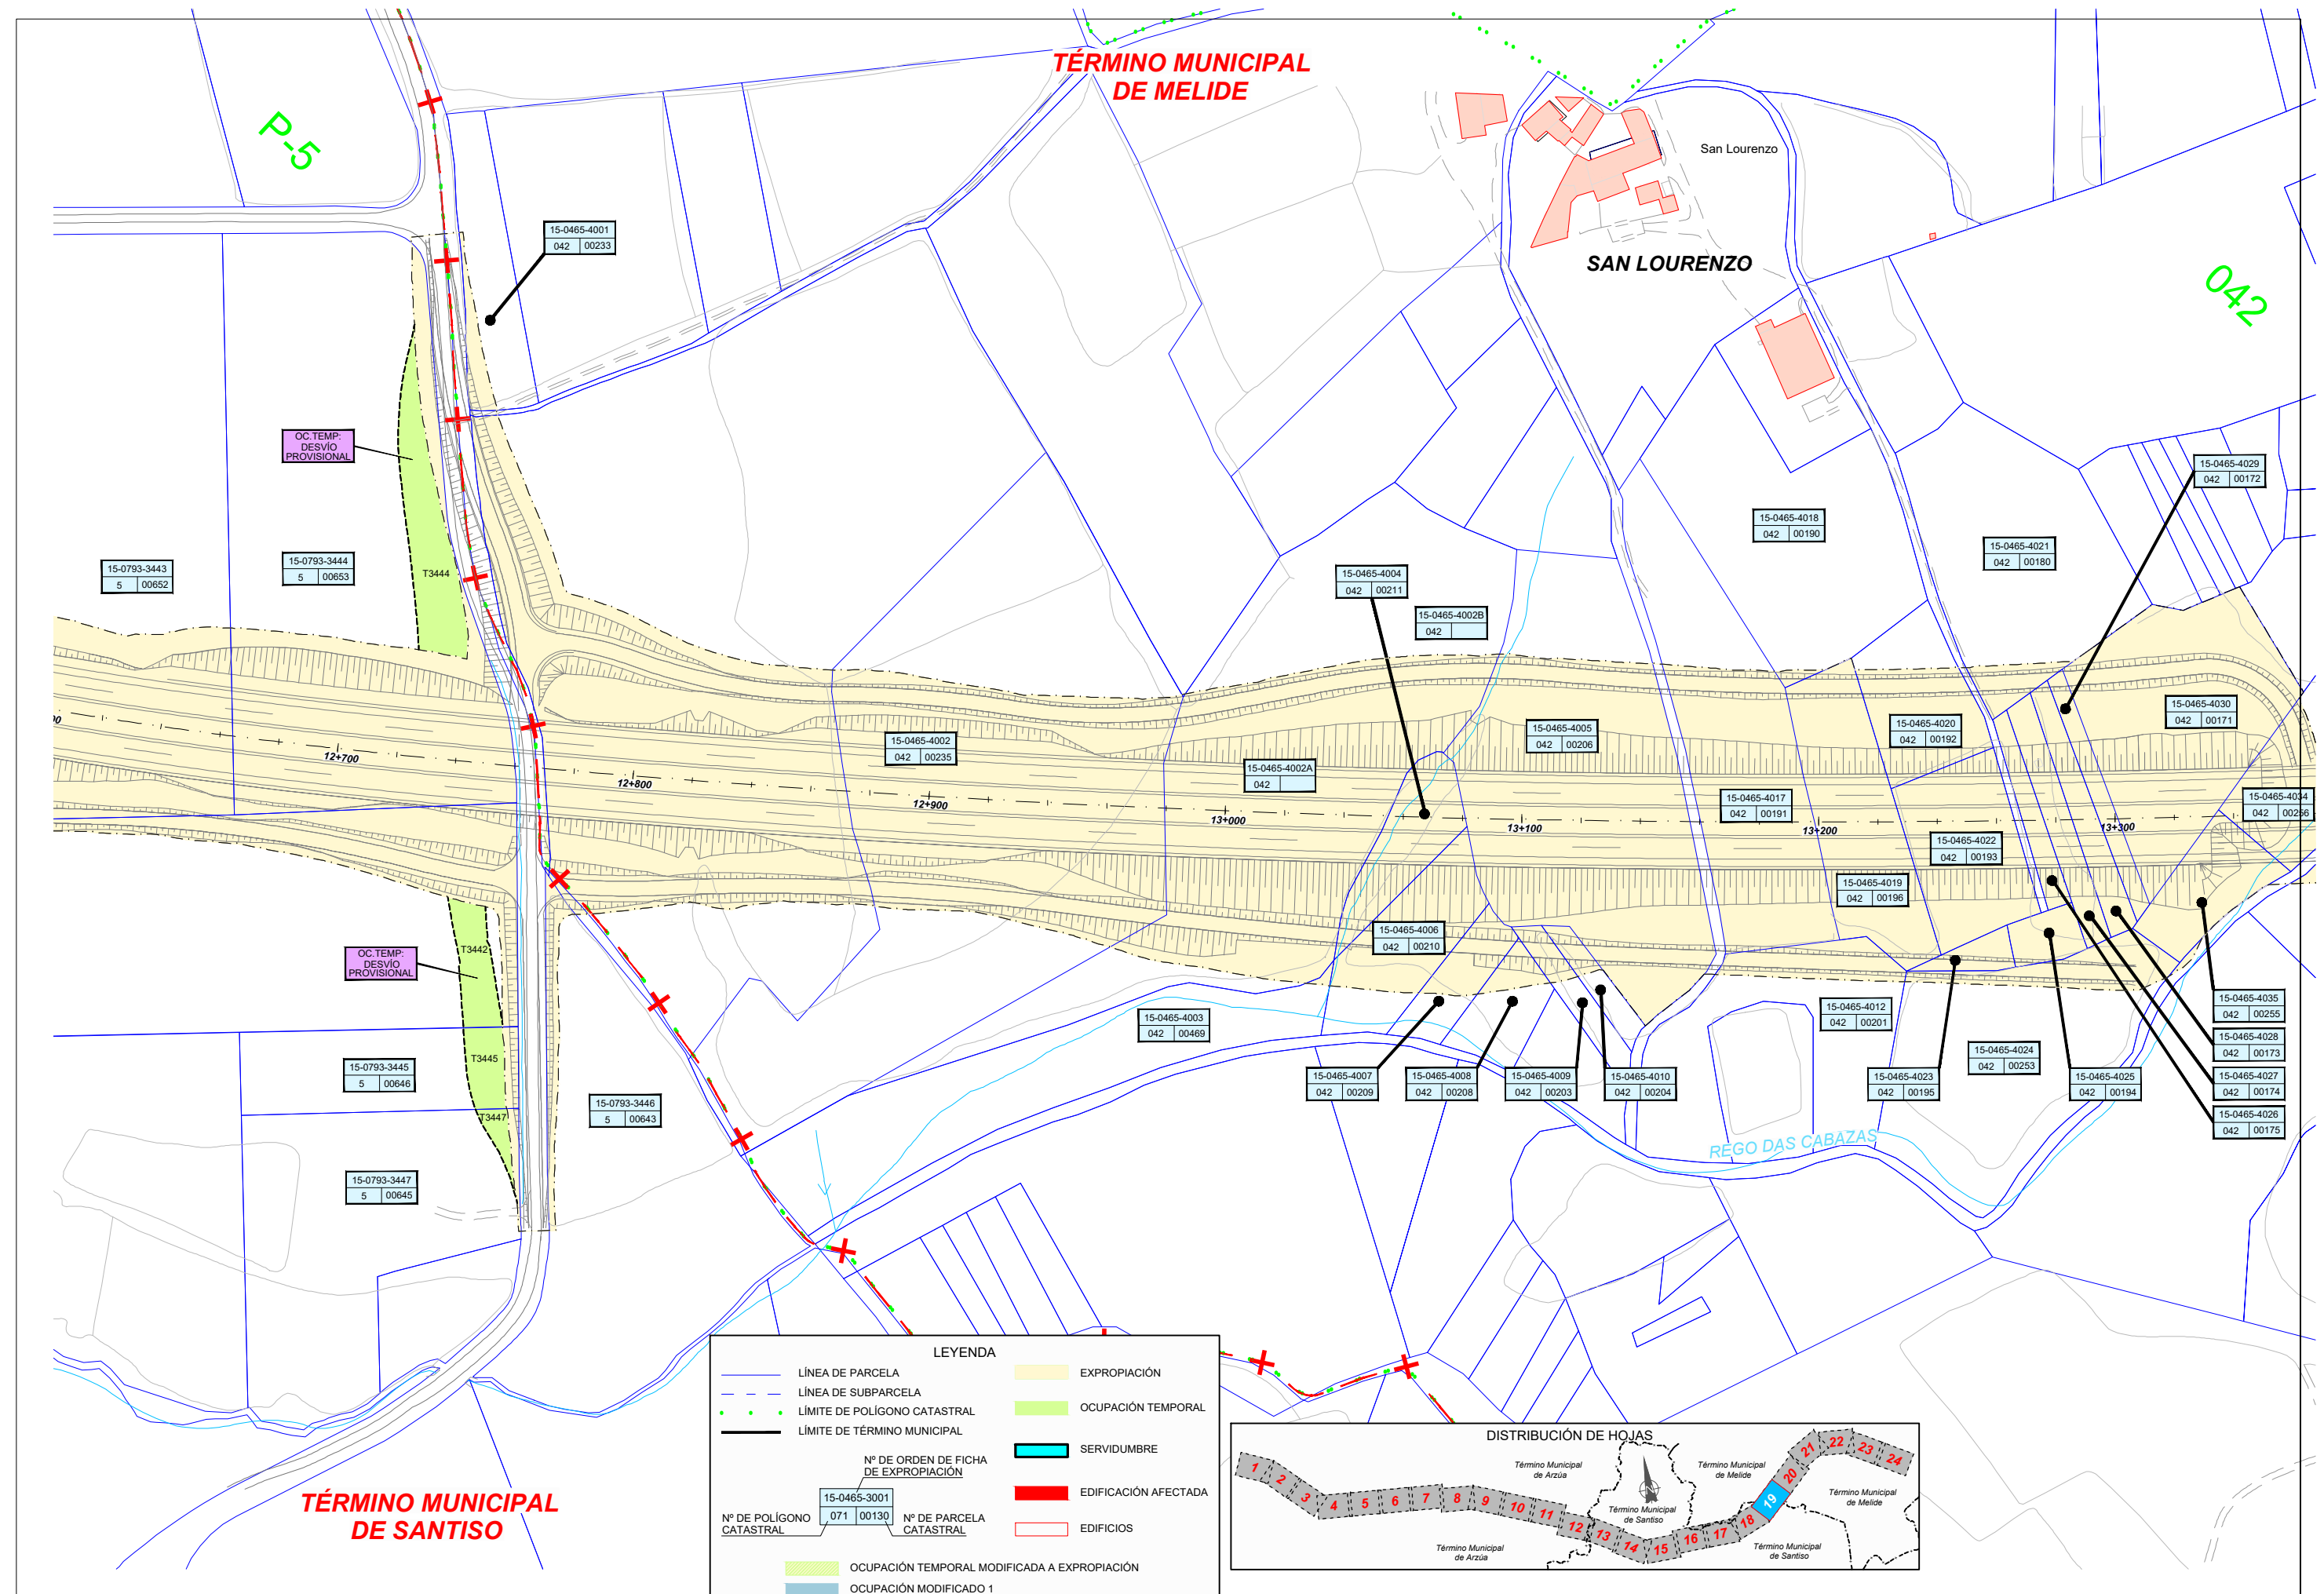 TÉRMINO MUNICIPAL
DE MELIDE
P-5
San Lourenzo
SAN LOURENZO
042
15-0465-4001
042 00233
OC.TEMP:
DESVÍO
PROVISIONAL
15-0465-4029
042 00172
15-0465-4018
042 00190
15-0465-4021
042 00180
15-0793-3443
5 00652
15-0793-3444
5 00653
T3444
15-0465-4004
042 00211
15-0465-4002B
042
15-0465-4030
042 00171
15-0465-4002
042 00235
15-0465-4005
042 00206
15-0465-4020
042 00192
15-0465-4002A
042
15-0465-4017
042 00191
15-0465-4034
042 00256
12+700
12+800
12+900
13+000
13+100
13+200
13+300
15-0465-4022
042 00193
15-0465-4019
042 00196
15-0465-4006
042 00210
OC.TEMP:
DESVÍO
PROVISIONAL
T3442
15-0465-4003
042 00469
15-0465-4012
042 00201
15-0465-4035
042 00255
15-0465-4028
042 00173
15-0465-4024
042 00253
T3445
15-0793-3445
5 00646
15-0465-4007
042 00209
15-0465-4008
042 00208
15-0465-4009
042 00203
15-0465-4010
042 00204
15-0465-4023
042 00195
15-0465-4025
042 00194
15-0465-4027
042 00174
15-0465-4026
042 00175
T3447
15-0793-3446
5 00643
REGO DAS CABAZAS
15-0793-3447
5 00645
TÉRMINO MUNICIPAL
DE SANTISO
LEYENDA
LÍNEA DE PARCELA
LÍNEA DE SUBPARCELA
LÍMITE DE POLÍGONO CATASTRAL
LÍMITE DE TÉRMINO MUNICIPAL
Nº DE ORDEN DE FICHA
DE EXPROPIACIÓN
15-0465-3001
071 00130
Nº DE POLÍGONO
CATASTRAL
Nº DE PARCELA
CATASTRAL
EXPROPIACIÓN
OCUPACIÓN TEMPORAL
SERVIDUMBRE
EDIFICACIÓN AFECTADA
EDIFICIOS
OCUPACIÓN TEMPORAL MODIFICADA A EXPROPIACIÓN
OCUPACIÓN MODIFICADO 1
DISTRIBUCIÓN DE HOJAS
1 2 3 4 5 6 7 8 9 10 11 12 13 14 15 16 17 18 19 20 21 22 23 24
Término Municipal
de Arzúa
Término Municipal
de Melide
Término Municipal
de Santiso
Término Municipal
de Melide
Término Municipal
de Arzúa
Término Municipal
de Santiso